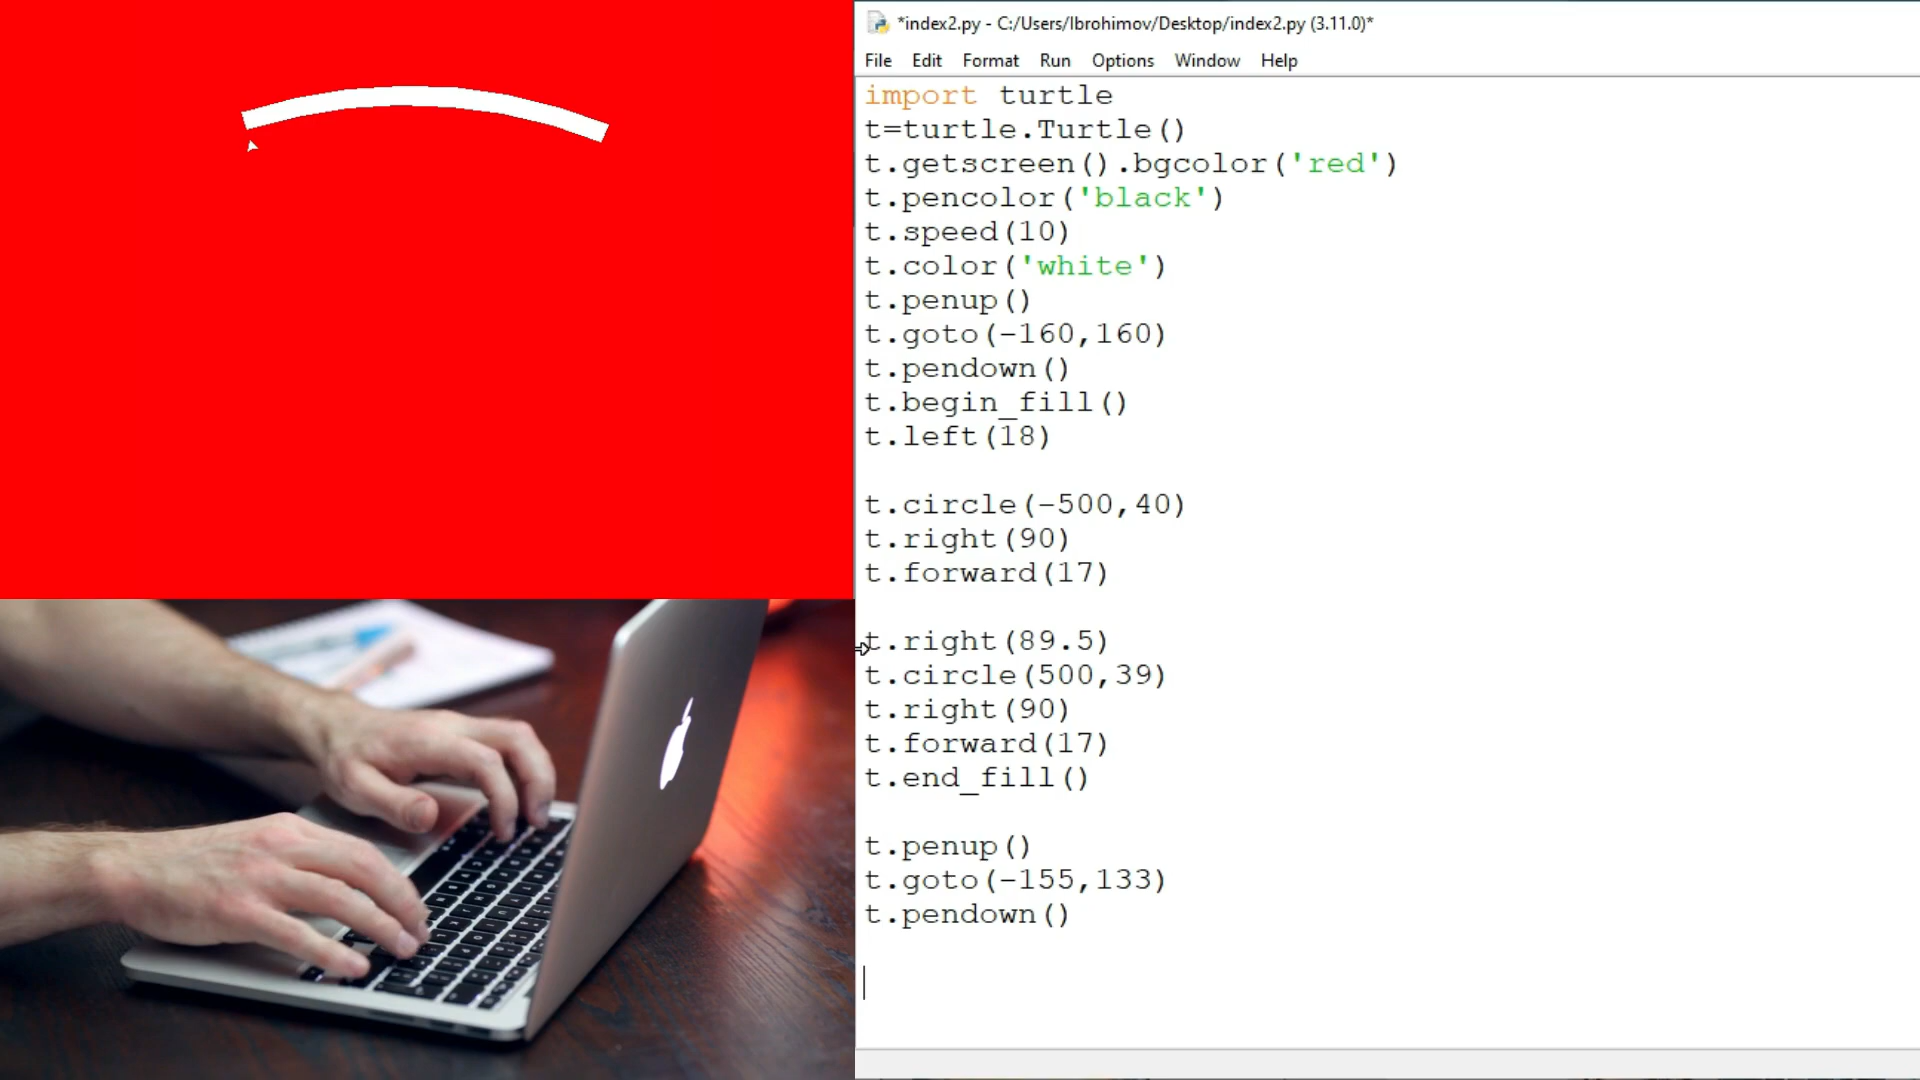 *index2.py - C:/Users/Ibrohimov/Desktop/index2.py (3.11.0)*
File Edit Format Run Options Window Help
import turtle
t=turtle.Turtle()
t.getscreen().bgcolor('red')
t.pencolor('black')
t.speed(10)
t.color('white')
t.penup()
t.goto(-160,160)
t.pendown()
t.begin_fill()
t.left(18)
t.circle(-500,40)
t.right(90)
t.forward(17)
t.right(89.5)
t.circle(500,39)
t.right(90)
t.forward(17)
t.end_fill()
t.penup()
t.goto(-155,133)
t.pendown()